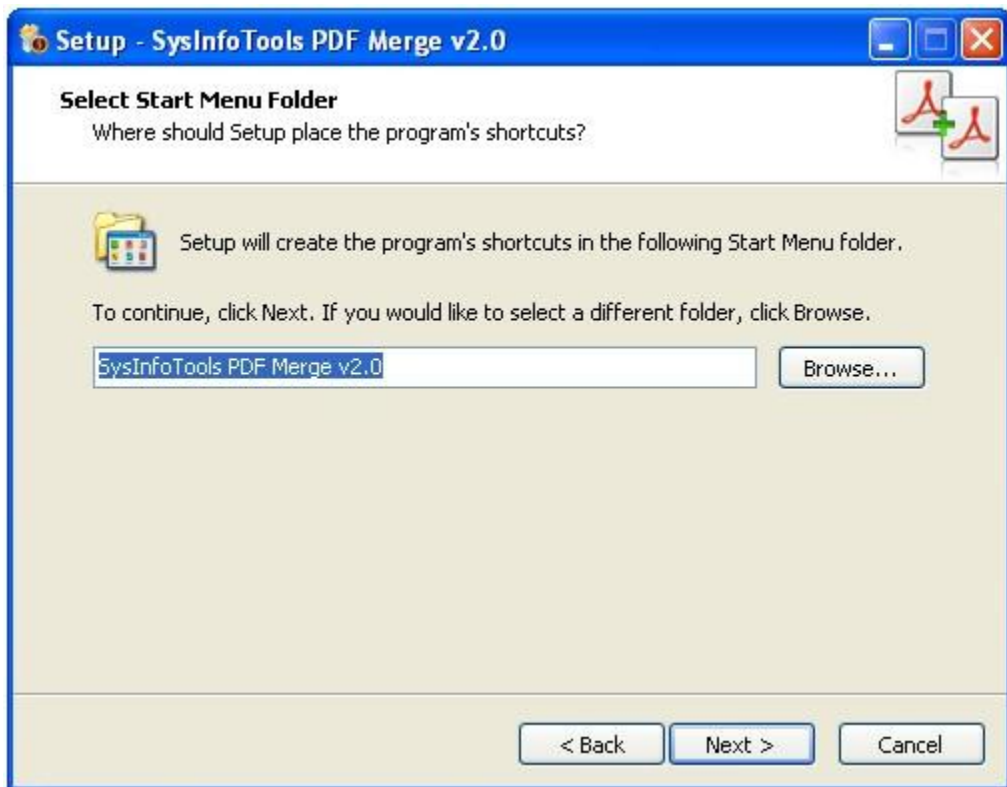 Setup - SysInfoTools PDF Merge v2.0
Select Start Menu Folder
Where should Setup place the program's shortcuts?
Setup will create the program's shortcuts in the following Start Menu folder.
To continue, click Next. If you would like to select a different folder, click Browse.
SysInfoTools PDF Merge v2.0
Browse...
< Back
Next >
Cancel